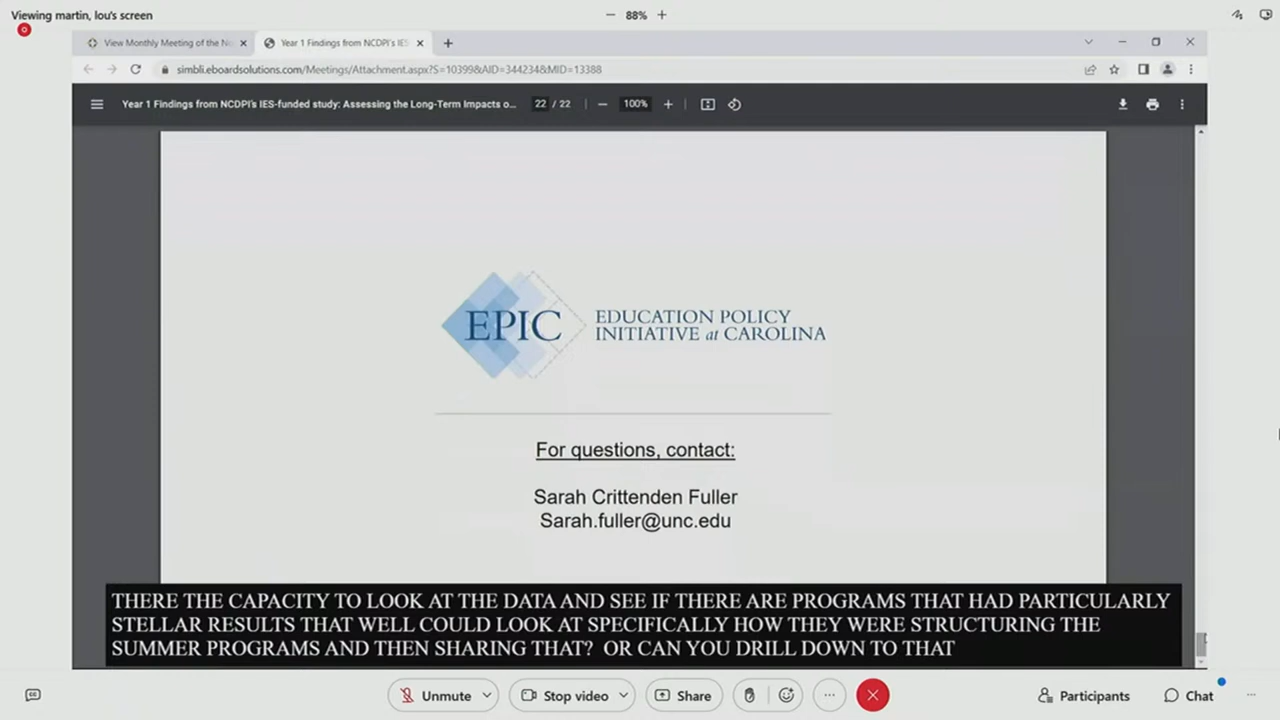 Viewing martin, lou's screen
88%
View Monthly Meeting of the No
Year 1 Findings from NCDPI's IES
simbli.eboardsolutions.com/Meetings/Attachment.aspx?S=10399&AID=344234&MID=13388
Year 1 Findings from NCDPI's IES-funded study: Assessing the Long-Term Impacts o...
22 / 22
100%
EPIC
EDUCATION POLICY
INITIATIVE at CAROLINA
For questions, contact:
Sarah Crittenden Fuller
Sarah.fuller@unc.edu
THERE THE CAPACITY TO LOOK AT THE DATA AND SEE IF THERE ARE PROGRAMS THAT HAD PARTICULARLY
STELLAR RESULTS THAT WELL COULD LOOK AT SPECIFICALLY HOW THEY WERE STRUCTURING THE
SUMMER PROGRAMS AND THEN SHARING THAT? OR CAN YOU DRILL DOWN TO THAT
Unmute
Stop video
Share
Participants
Chat